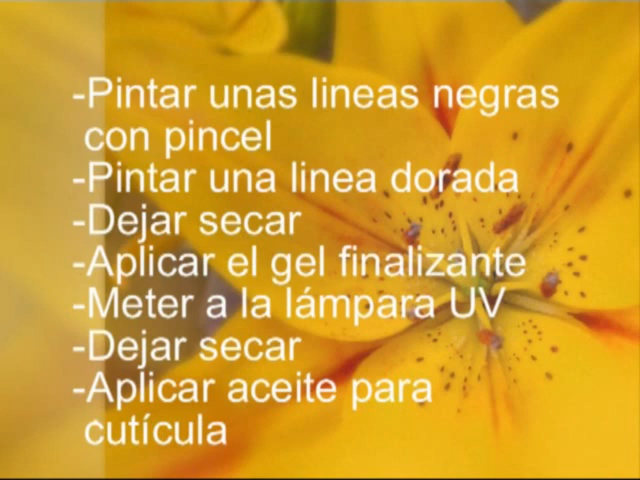 -Pintar unas lineas negras
con pincel
-Pintar una linea dorada
-Dejar secar
-Aplicar el gel finalizante
-Meter a la lámpara UV
-Dejar secar
-Aplicar aceite para
cutícula